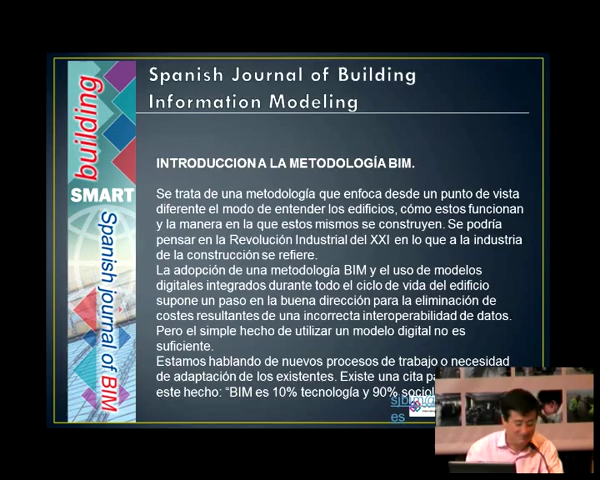 Spanish Journal of Building
Information Modeling
building
SMART
Spanish journal of BIM
INTRODUCCION A LA METODOLOGÍA BIM.
Se trata de una metodología que enfoca desde un punto de vista
diferente el modo de entender los edificios, cómo estos funcionan
y la manera en la que estos mismos se construyen. Se podría
pensar en la Revolución Industrial del XXI en lo que a la industria
de la construcción se refiere.
La adopción de una metodología BIM y el uso de modelos
digitales integrados durante todo el ciclo de vida del edificio
supone un paso en la buena dirección para la eliminación de
costes resultantes de una incorrecta interoperabilidad de datos.
Pero el simple hecho de utilizar un modelo digital no es
suficiente.
Estamos hablando de nuevos procesos de trabajo o necesidad
de adaptación de los existentes. Existe una cita pa
este hecho: “BIM es 10% tecnología y 90% sociol
es